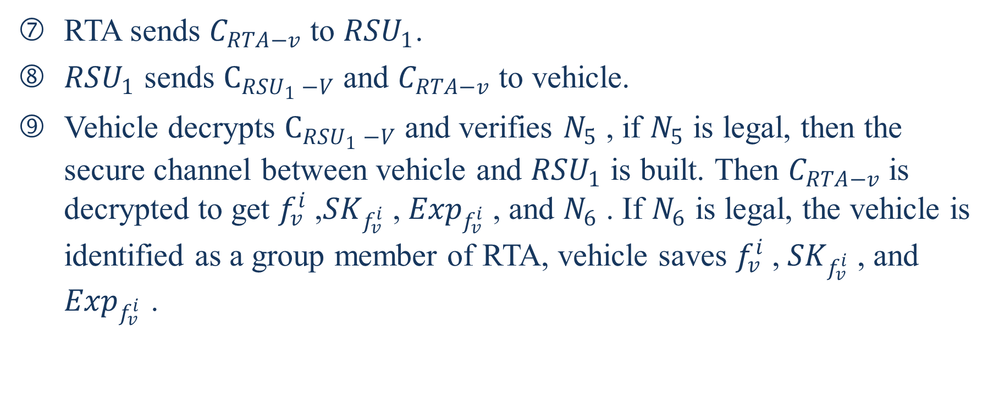 ⑦ RTA sends $C_{RTA-v}$ to $RSU_1$.
⑧ $RSU_1$ sends $\mathrm{C}_{RSU_1-V}$ and $C_{RTA-v}$ to vehicle.
⑨ Vehicle decrypts $\mathrm{C}_{RSU_1-V}$ and verifies $N_5$ , if $N_5$ is legal, then the
secure channel between vehicle and $RSU_1$ is built. Then $C_{RTA-v}$ is
decrypted to get $f_v^i$ ,$SK_{f_v^i}$ , $Exp_{f_v^i}$ , and $N_6$ . If $N_6$ is legal, the vehicle is
identified as a group member of RTA, vehicle saves $f_v^i$ , $SK_{f_v^i}$ , and
$Exp_{f_v^i}$ .